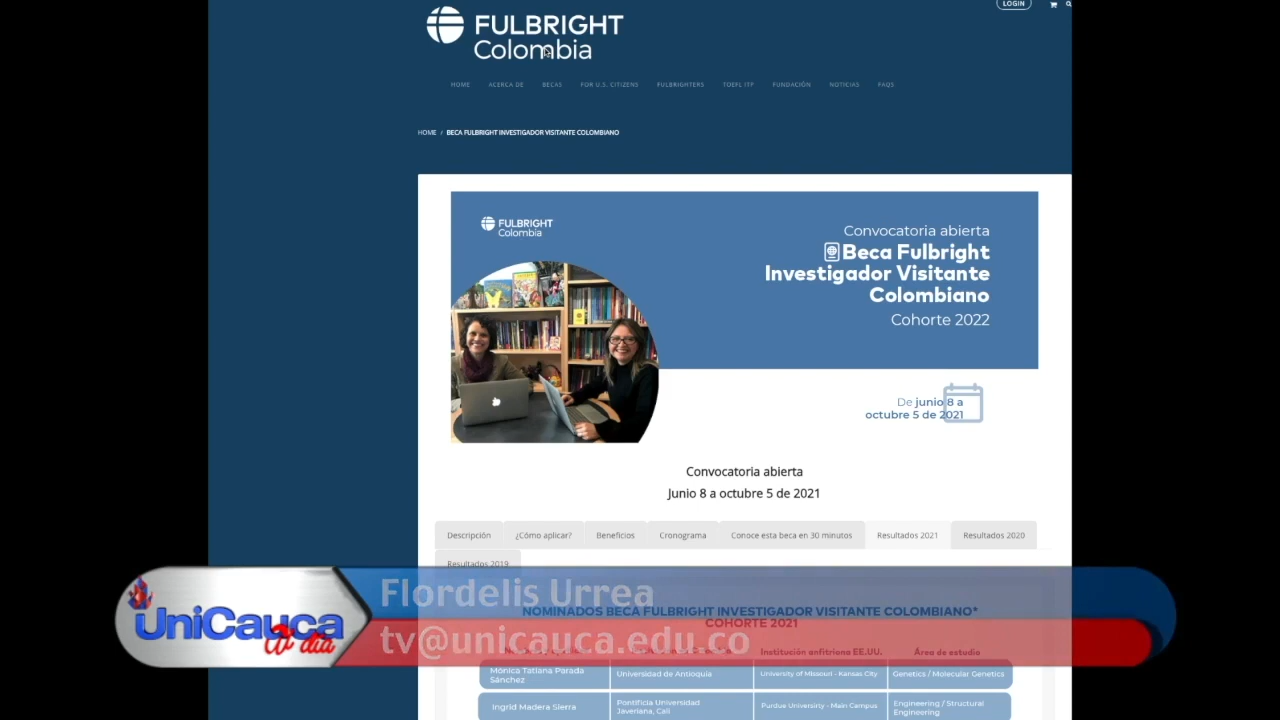 LOGIN
FULBRIGHT
Colombia
HOME ACERCA DE BECAS FOR U.S. CITIZENS FULBRIGHTERS TOEFL ITP FUNDACIÓN NOTICIAS FAQS
HOME / BECA FULBRIGHT INVESTIGADOR VISITANTE COLOMBIANO
FULBRIGHT
Colombia
Convocatoria abierta
Beca Fulbright
Investigador Visitante
Colombiano
Cohorte 2022
De junio 8 a
octubre 5 de 2021
Convocatoria abierta
Junio 8 a octubre 5 de 2021
Descripción ¿Cómo aplicar? Beneficios Cronograma Conoce esta beca en 30 minutos Resultados 2021 Resultados 2020
Resultados 2019
UniCauca
al día
Flordelis Urrea
tv@unicauca.edu.co
NOMINADOS BECA FULBRIGHT INVESTIGADOR VISITANTE COLOMBIANO*
COHORTE 2021
Institución anfitriona EE.UU. Área de estudio
Mónica Tatiana Parada
Sánchez
Universidad de Antioquia
University of Missouri - Kansas City
Genetics / Molecular Genetics
Ingrid Madera Sierra
Pontificia Universidad
Javeriana, Cali
Purdue Universirty - Main Campus
Engineering / Structural
Engineering